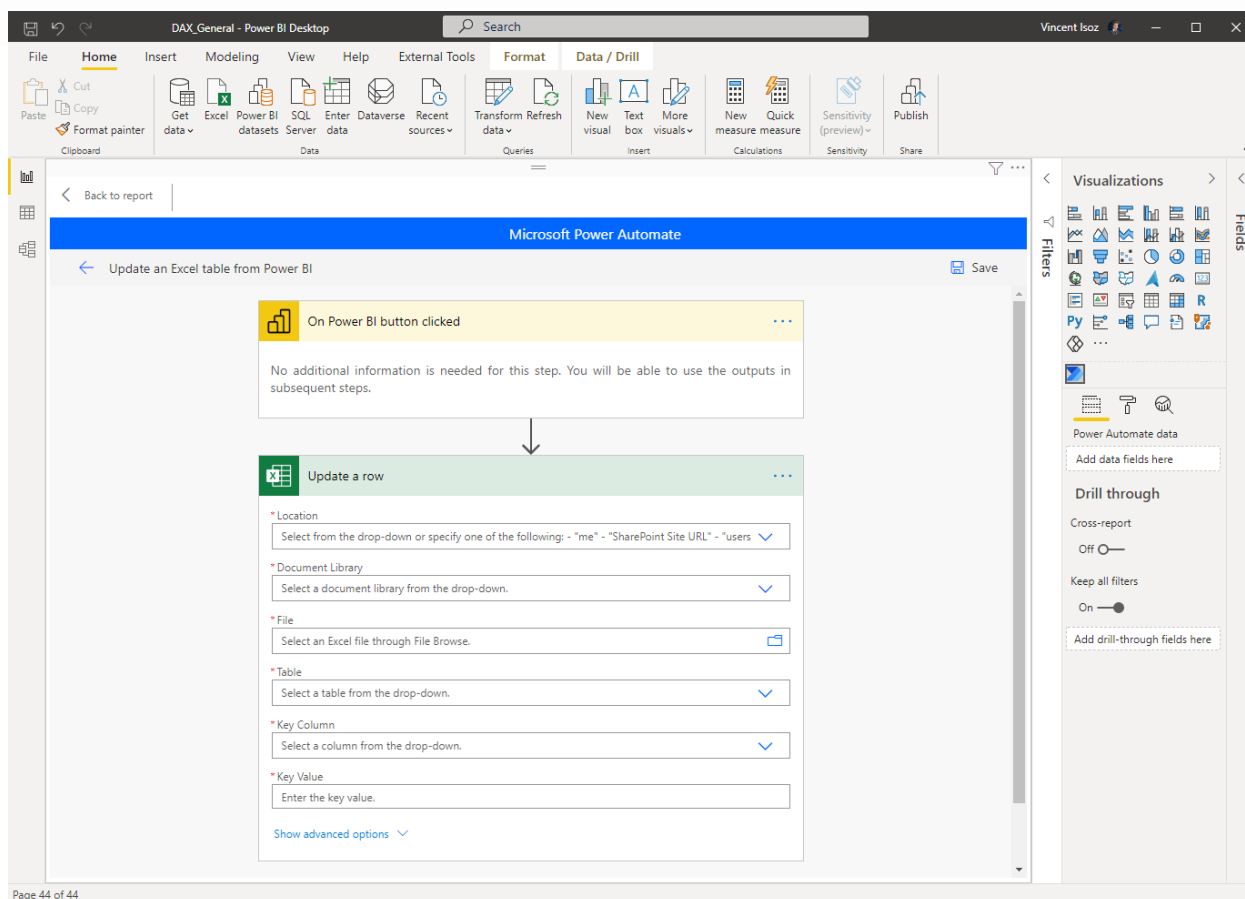 DAX_General - Power BI Desktop
Search
Vincent Isoz
File Home Insert Modeling View Help External Tools Format Data / Drill
Paste
Cut
Copy
Format painter
Clipboard
Get data
Excel
Power BI datasets
SQL Server
Enter data
Dataverse
Recent sources
Data
Transform data
Refresh
Queries
New visual
Text box
More visuals
Insert
New measure
Quick measure
Calculations
Sensitivity (preview)
Sensitivity
Publish
Share
Back to report
Microsoft Power Automate
Update an Excel table from Power BI
Save
On Power BI button clicked
No additional information is needed for this step. You will be able to use the outputs in
subsequent steps.
Update a row
* Location
Select from the drop-down or specify one of the following: - "me" - "SharePoint Site URL" - "users
* Document Library
Select a document library from the drop-down.
* File
Select an Excel file through File Browse.
* Table
Select a table from the drop-down.
* Key Column
Select a column from the drop-down.
* Key Value
Enter the key value.
Show advanced options
Filters
Visualizations
123
R
Py
Power Automate data
Add data fields here
Drill through
Cross-report
Off
Keep all filters
On
Add drill-through fields here
Fields
Page 44 of 44